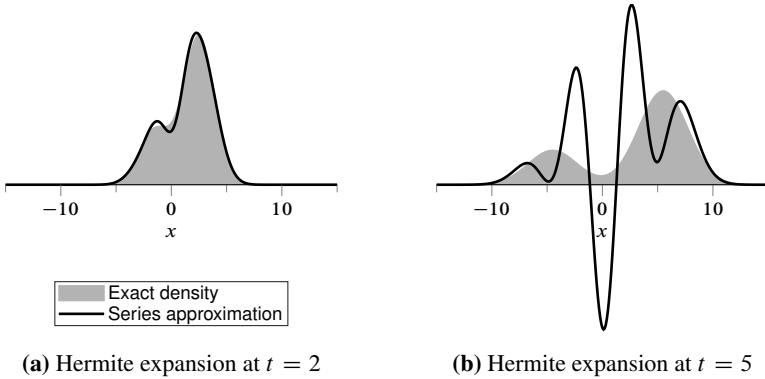 −10 0 10
x
−10 0 10
x
Exact density
Series approximation
(a) Hermite expansion at t = 2
(b) Hermite expansion at t = 5